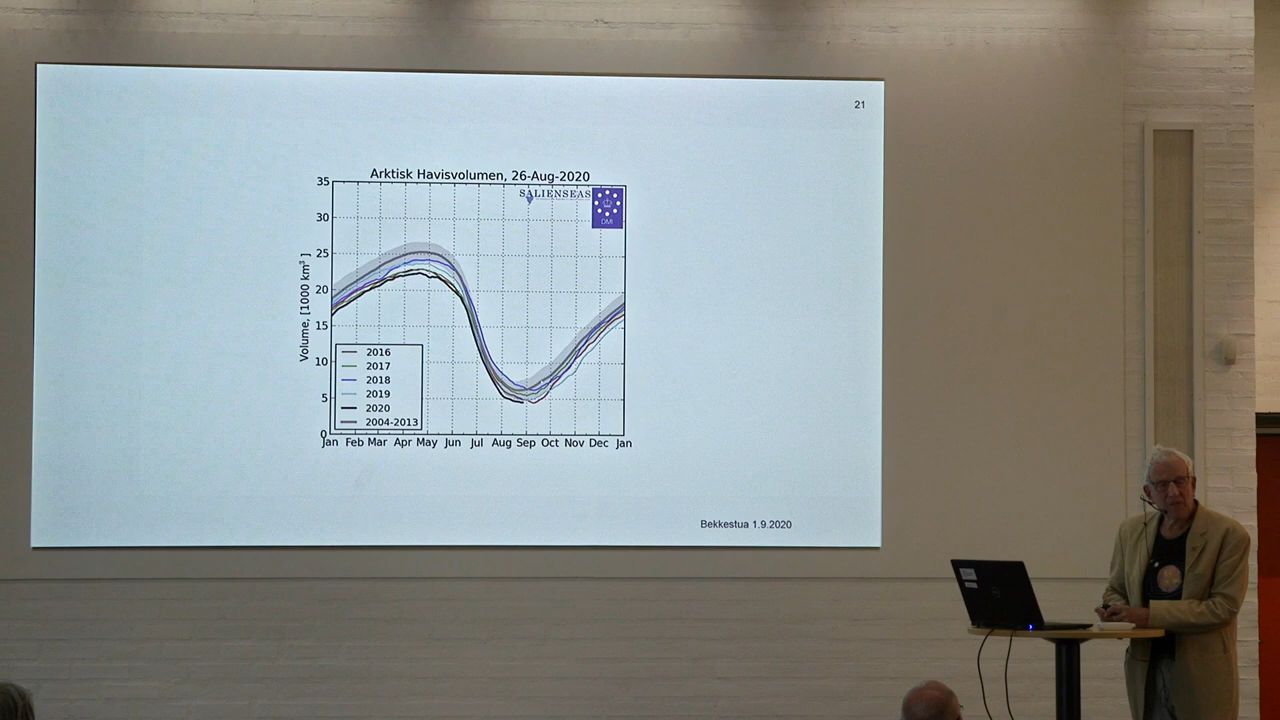 21
Arktisk Havisvolumen, 26-Aug-2020
SALIENSEAS
DMI
Volume, [1000 km³ ]
35
30
25
20
15
10
5
0
2016
2017
2018
2019
2020
2004-2013
Jan Feb Mar Apr May Jun Jul Aug Sep Oct Nov Dec Jan
Bekkestua 1.9.2020